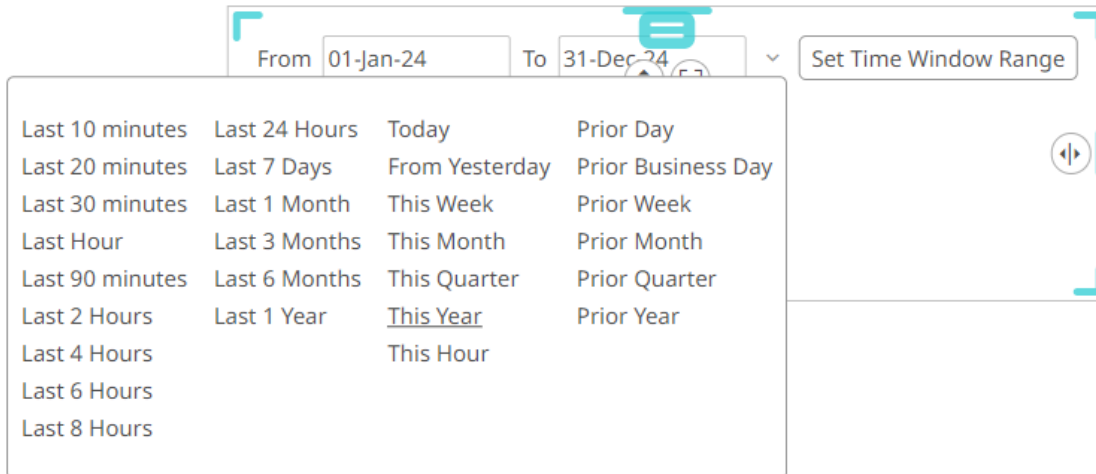 From 01-Jan-24 To 31-Dec-24 Set Time Window Range
Last 10 minutes Last 24 Hours Today Prior Day
Last 20 minutes Last 7 Days From Yesterday Prior Business Day
Last 30 minutes Last 1 Month This Week Prior Week
Last Hour Last 3 Months This Month Prior Month
Last 90 minutes Last 6 Months This Quarter Prior Quarter
Last 2 Hours Last 1 Year This Year Prior Year
Last 4 Hours This Hour
Last 6 Hours
Last 8 Hours